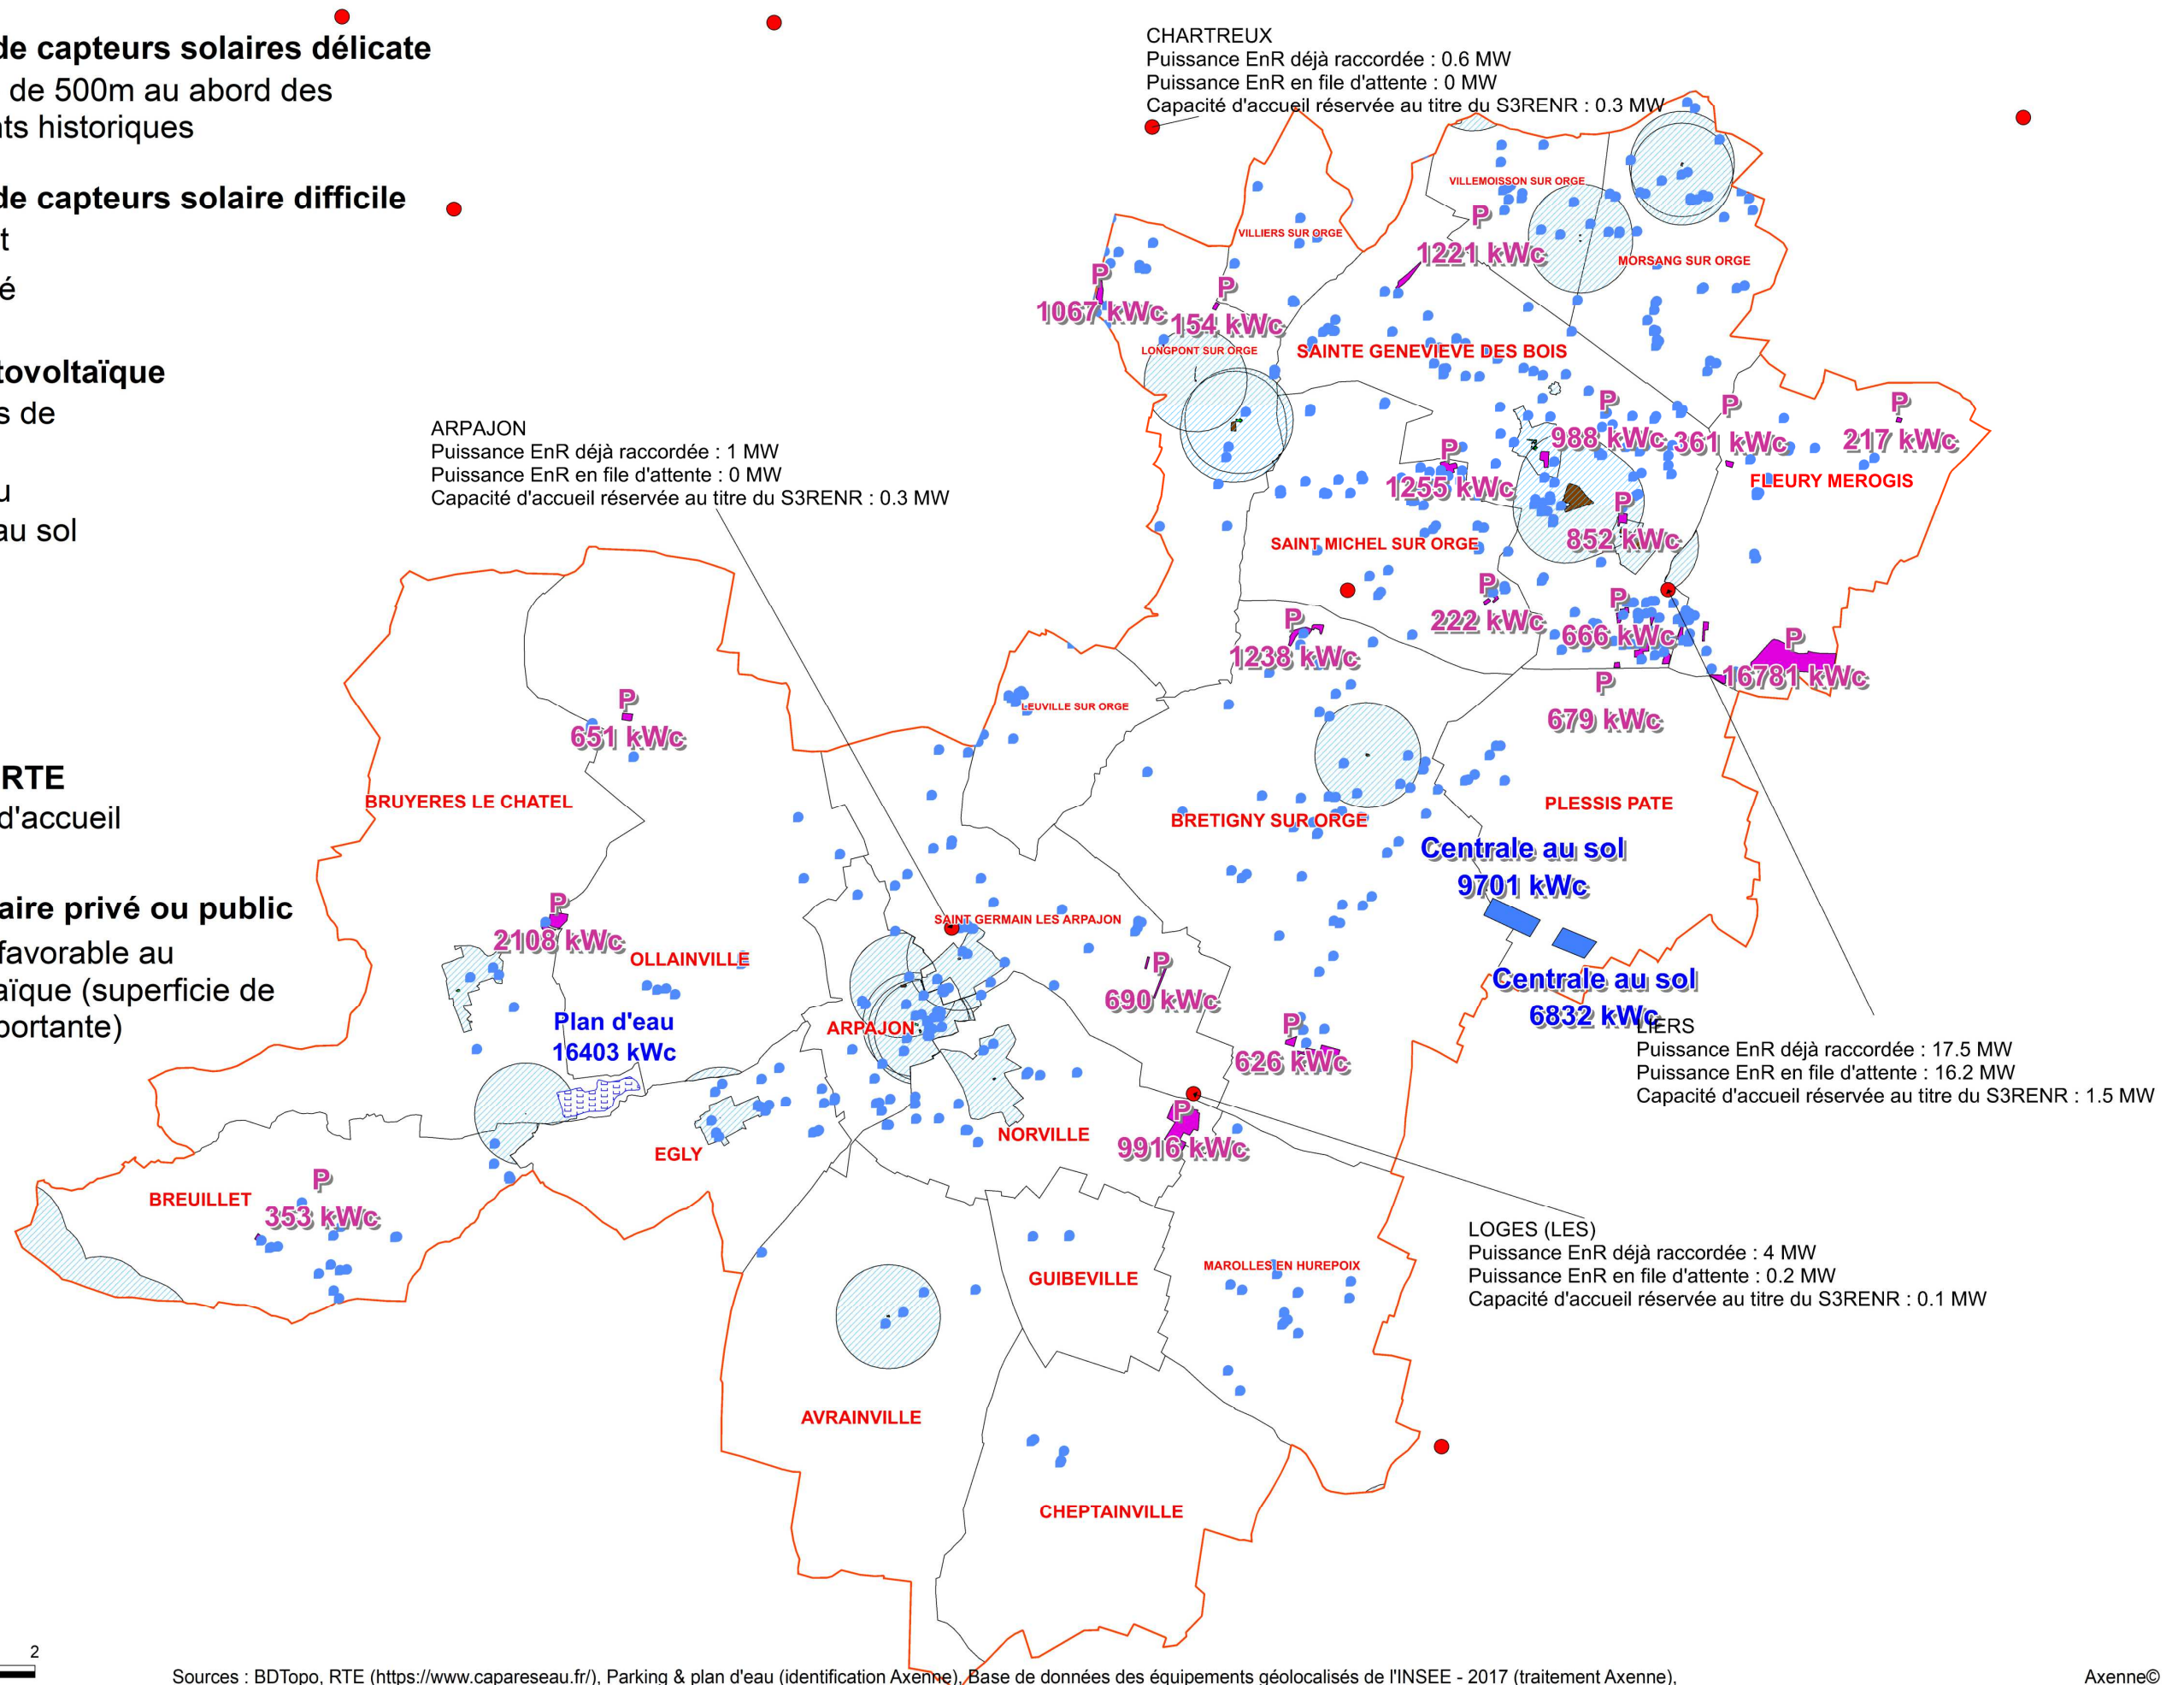 de capteurs solaires délicate
de 500m au abord des
nts historiques
de capteurs solaire difficile
t
é
tovoltaïque
s de
u
au sol
RTE
d'accueil
aire privé ou public
favorable au
aïque (superficie de
portante)
2
CHARTREUX
Puissance EnR déjà raccordée : 0.6 MW
Puissance EnR en file d'attente : 0 MW
Capacité d'accueil réservée au titre du S3RENR : 0.3 MW
VILLEMOISSON SUR ORGE
P
VILLIERS SUR ORGE
1221 kWc
MORSANG SUR ORGE
P
1067 kWc
P
154 kWc
LONGPONT SUR ORGE
SAINTE GENEVIEVE DES BOIS
ARPAJON
Puissance EnR déjà raccordée : 1 MW
Puissance EnR en file d'attente : 0 MW
Capacité d'accueil réservée au titre du S3RENR : 0.3 MW
P
988 kWc
P
361 kWc
P
217 kWc
P
1255 kWc
FLEURY MEROGIS
P
852 kWc
SAINT MICHEL SUR ORGE
P
222 kWc
P
666 kWc
P
1238 kWc
P
16781 kWc
P
679 kWc
LEUVILLE SUR ORGE
P
651 kWc
BRUYERES LE CHATEL
PLESSIS PATE
BRETIGNY SUR ORGE
Centrale au sol
9701 kWc
P
2108 kWc
SAINT GERMAIN LES ARPAJON
OLLAINVILLE
P
690 kWc
Centrale au sol
6832 kWc
Plan d'eau
16403 kWc
ARPAJON
P
626 kWc
LIERS
Puissance EnR déjà raccordée : 17.5 MW
Puissance EnR en file d'attente : 16.2 MW
Capacité d'accueil réservée au titre du S3RENR : 1.5 MW
P
9916 kWc
NORVILLE
EGLY
BREUILLET
P
353 kWc
LOGES (LES)
Puissance EnR déjà raccordée : 4 MW
Puissance EnR en file d'attente : 0.2 MW
Capacité d'accueil réservée au titre du S3RENR : 0.1 MW
GUIBEVILLE
MAROLLES EN HUREPOIX
AVRAINVILLE
CHEPTAINVILLE
Sources : BDTopo, RTE (https://www.capareseau.fr/), Parking & plan d'eau (identification Axenne), Base de données des équipements géolocalisés de l'INSEE - 2017 (traitement Axenne),
Axenne©